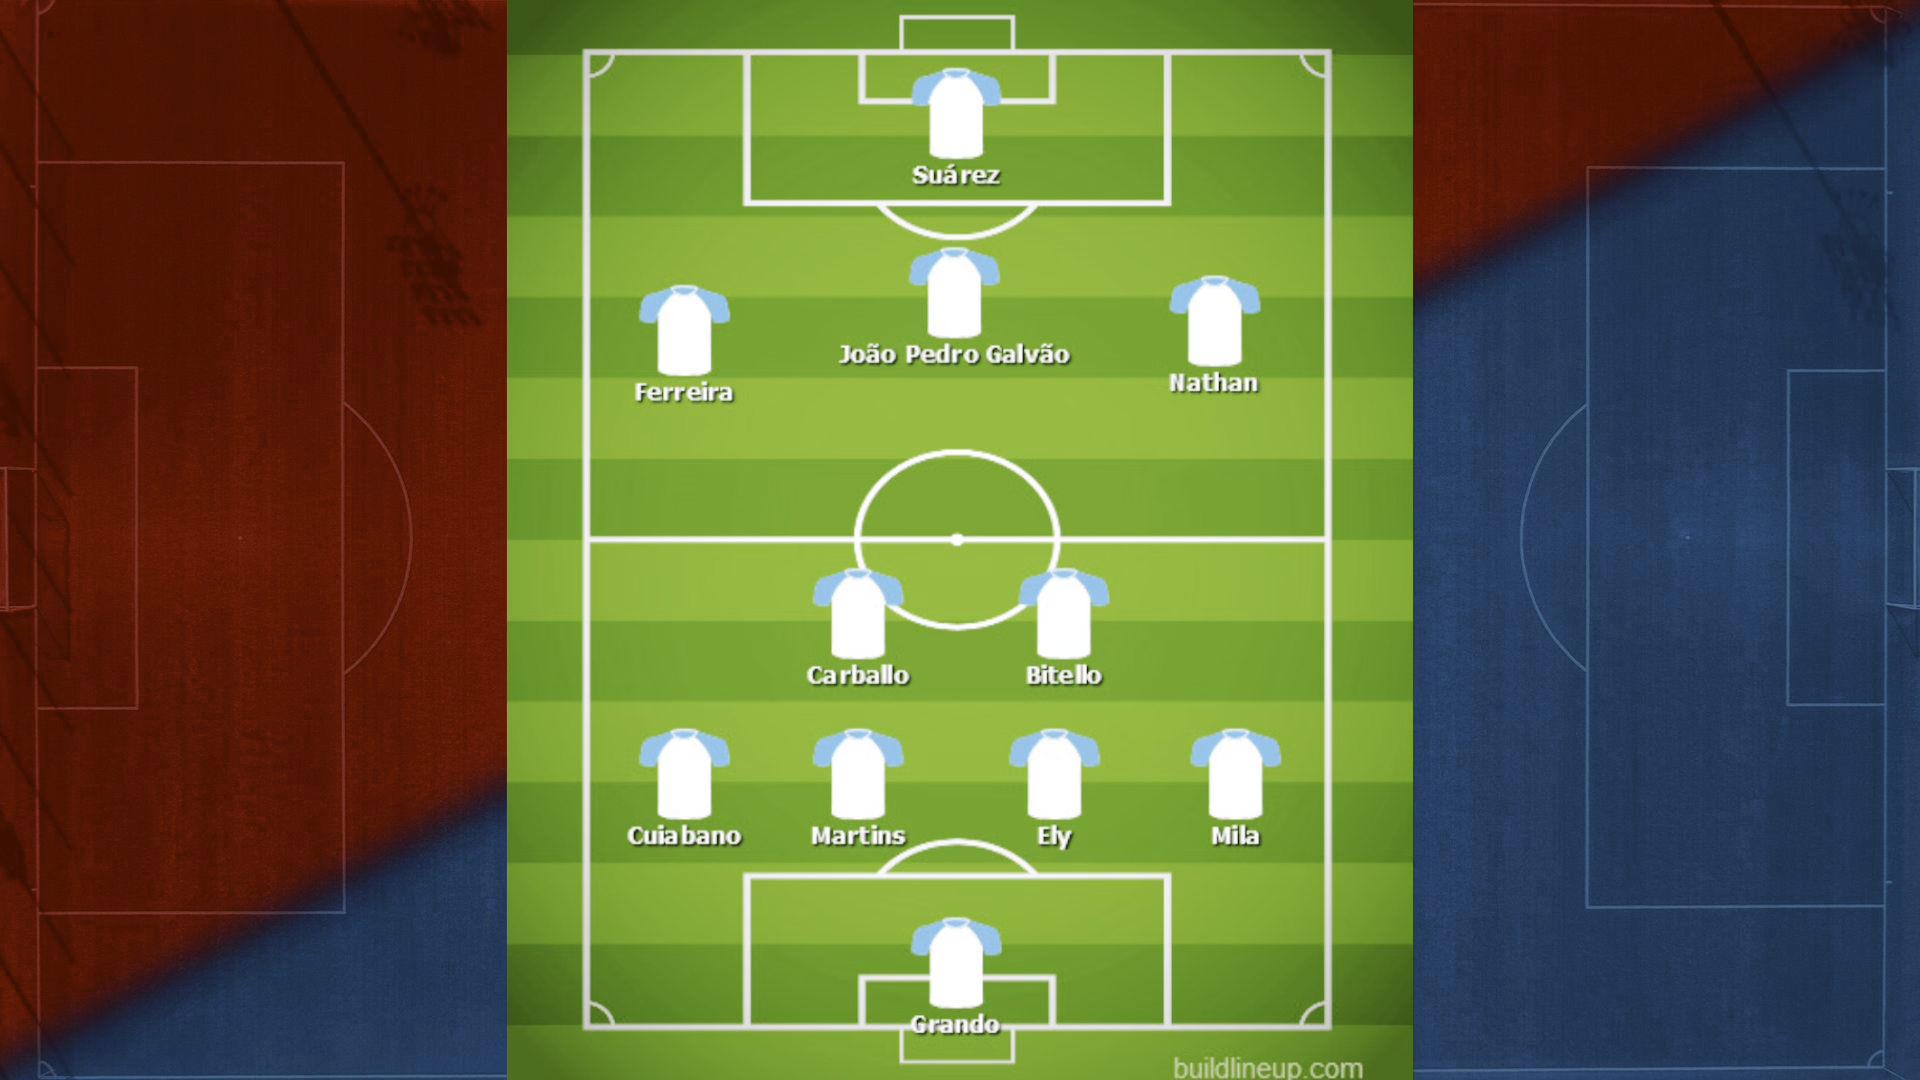 Suárez
João Pedro Galvão
Ferreira
Nathan
Carballo
Bitello
Cuiabano
Martins
Ely
Mila
Grando
buildlineup.com